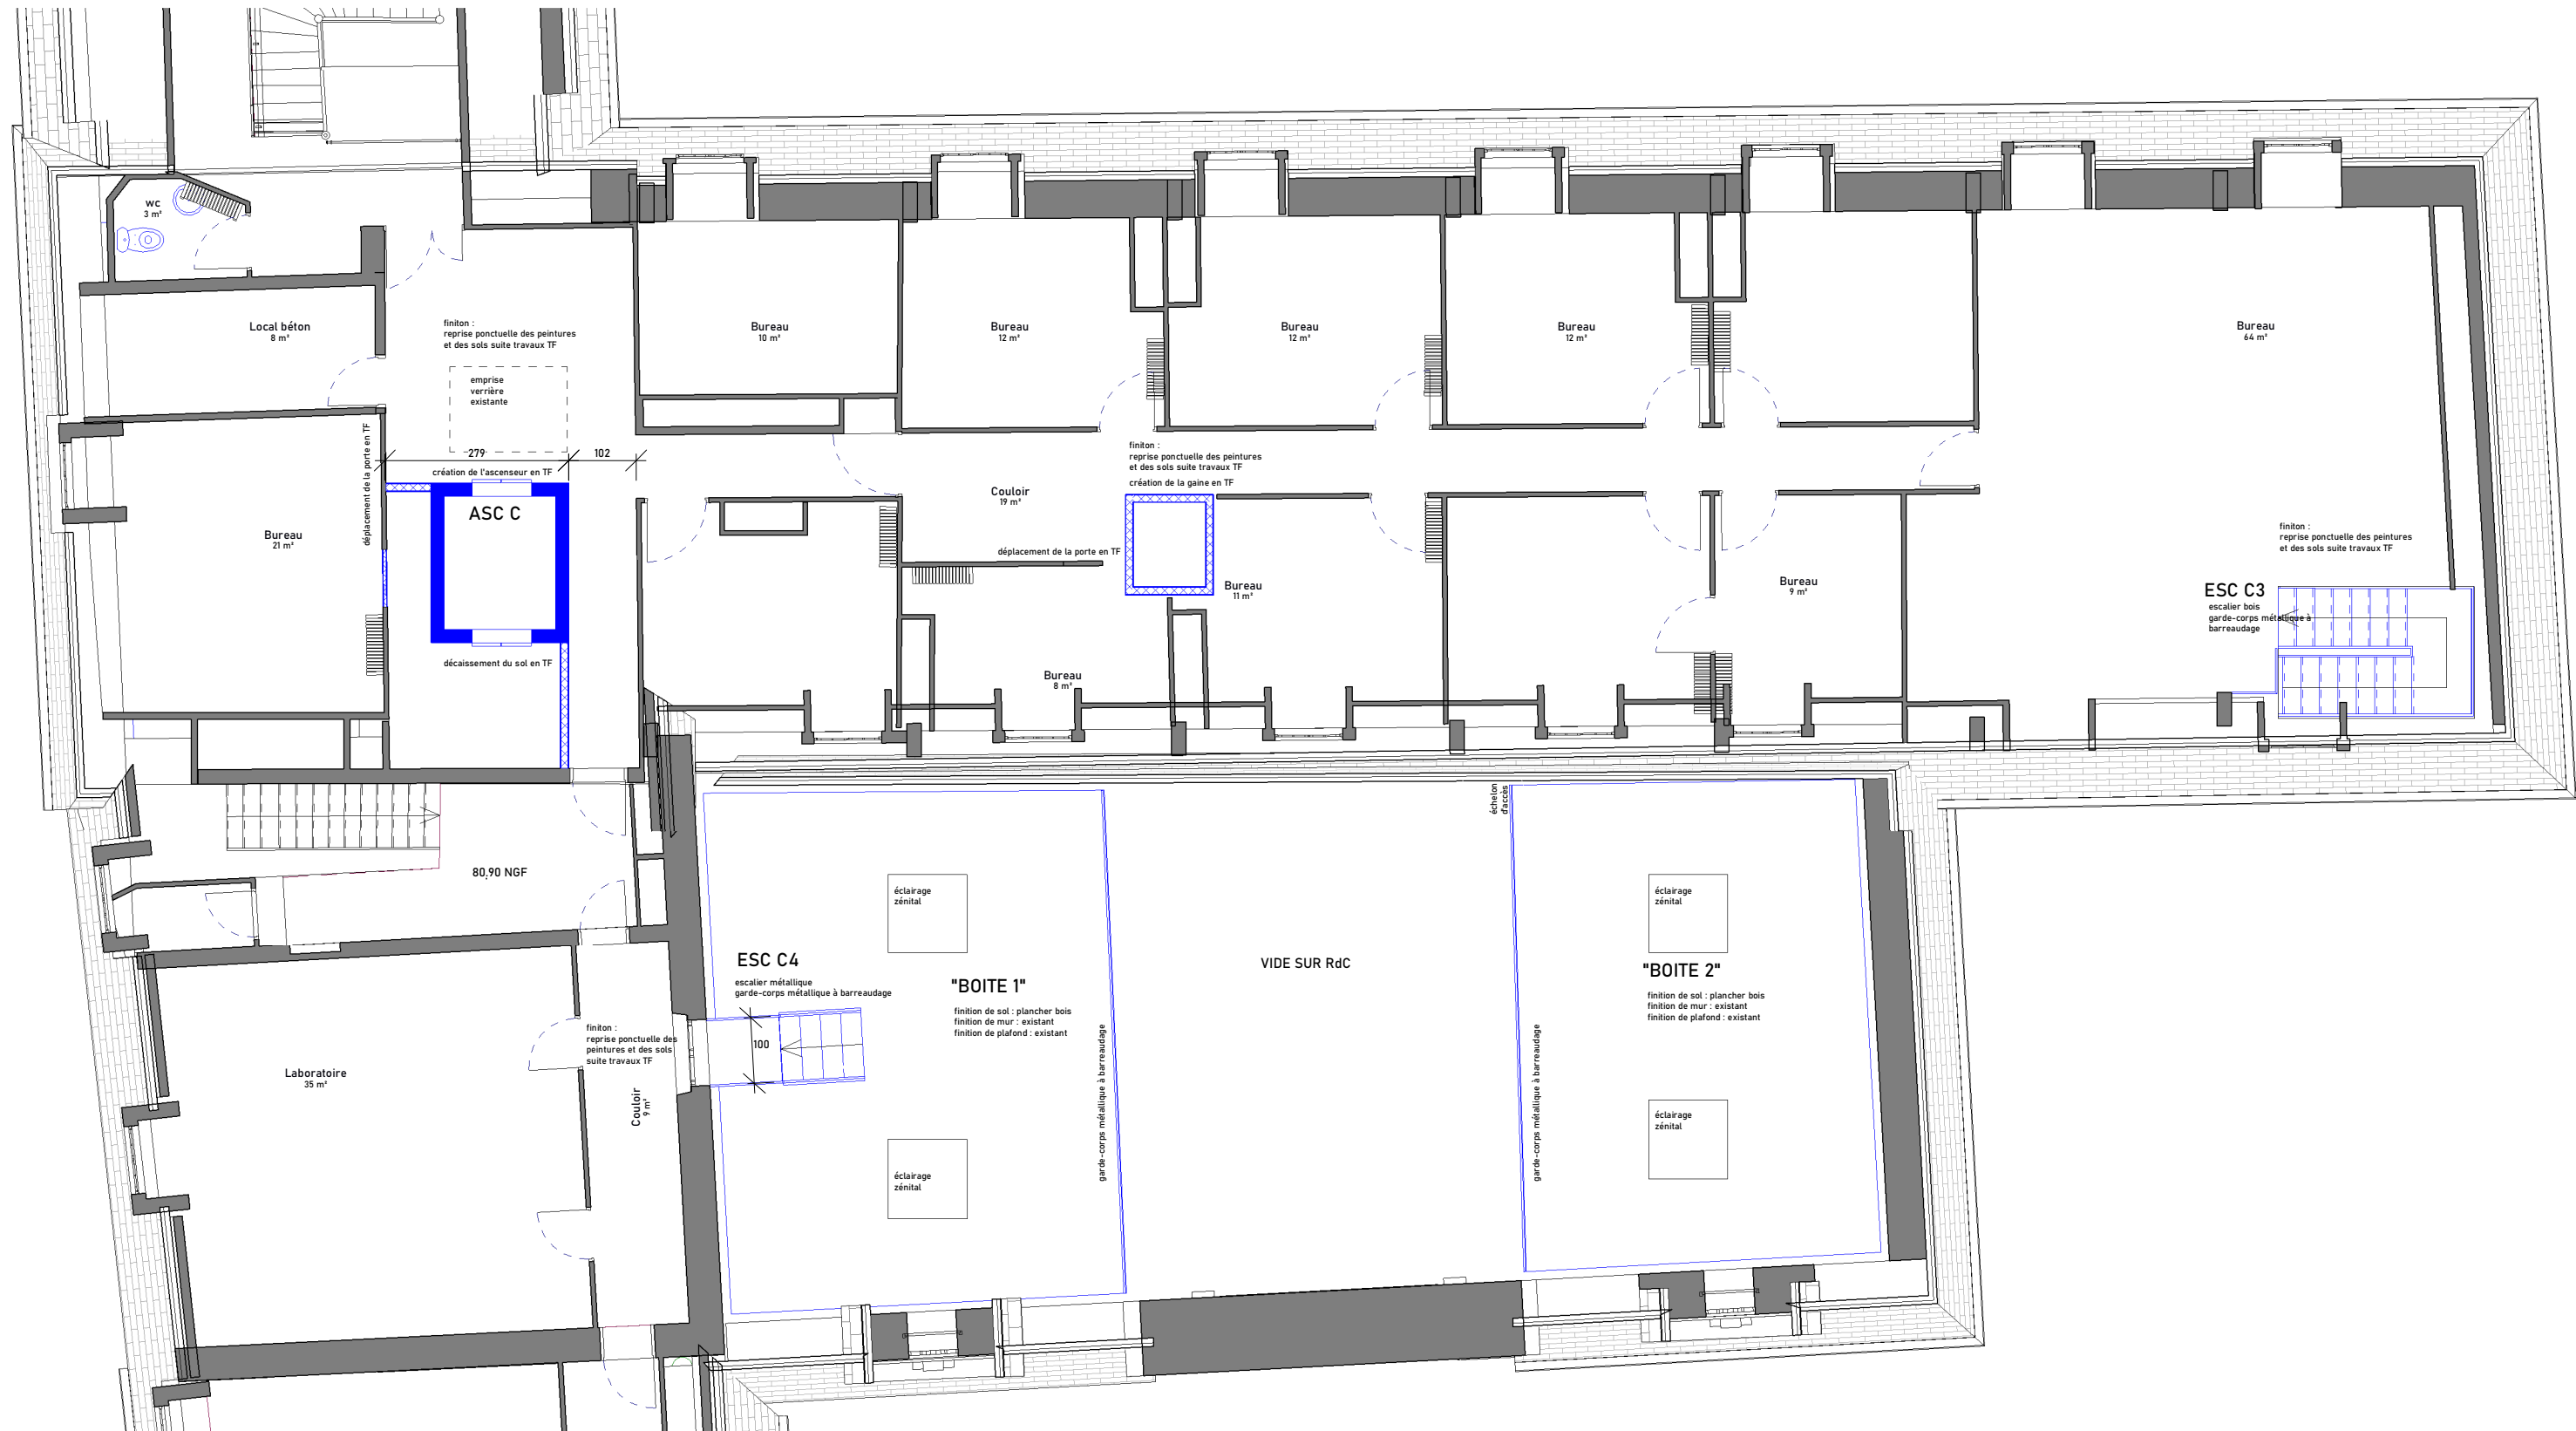 wc
3 m²
Local béton
8 m²
finiton :
reprise ponctuelle des peintures
et des sols suite travaux TF
emprise
verrière
existante
Bureau
10 m²
Bureau
12 m²
Bureau
12 m²
Bureau
12 m²
Bureau
64 m²
déplacement de la porte en TF
279
102
création de l'ascenseur en TF
ASC C
Bureau
21 m²
décaissement du sol en TF
finiton :
reprise ponctuelle des peintures
et des sols suite travaux TF
création de la gaine en TF
Couloir
19 m²
déplacement de la porte en TF
Bureau
11 m²
Bureau
8 m²
Bureau
9 m²
finiton :
reprise ponctuelle des peintures
et des sols suite travaux TF
ESC C3
escalier bois
garde-corps métallique à
barreaudage
échelon
d'accès
80,90 NGF
éclairage
zénital
éclairage
zénital
ESC C4
escalier métallique
garde-corps métallique à barreaudage
"BOITE 1"
finition de sol : plancher bois
finition de mur : existant
finition de plafond : existant
VIDE SUR RdC
"BOITE 2"
finition de sol : plancher bois
finition de mur : existant
finition de plafond : existant
100
finiton :
reprise ponctuelle des
peintures et des sols
suite travaux TF
Laboratoire
35 m²
Couloir
9 m²
garde-corps métallique à barreaudage
garde-corps métallique à barreaudage
éclairage
zénital
éclairage
zénital